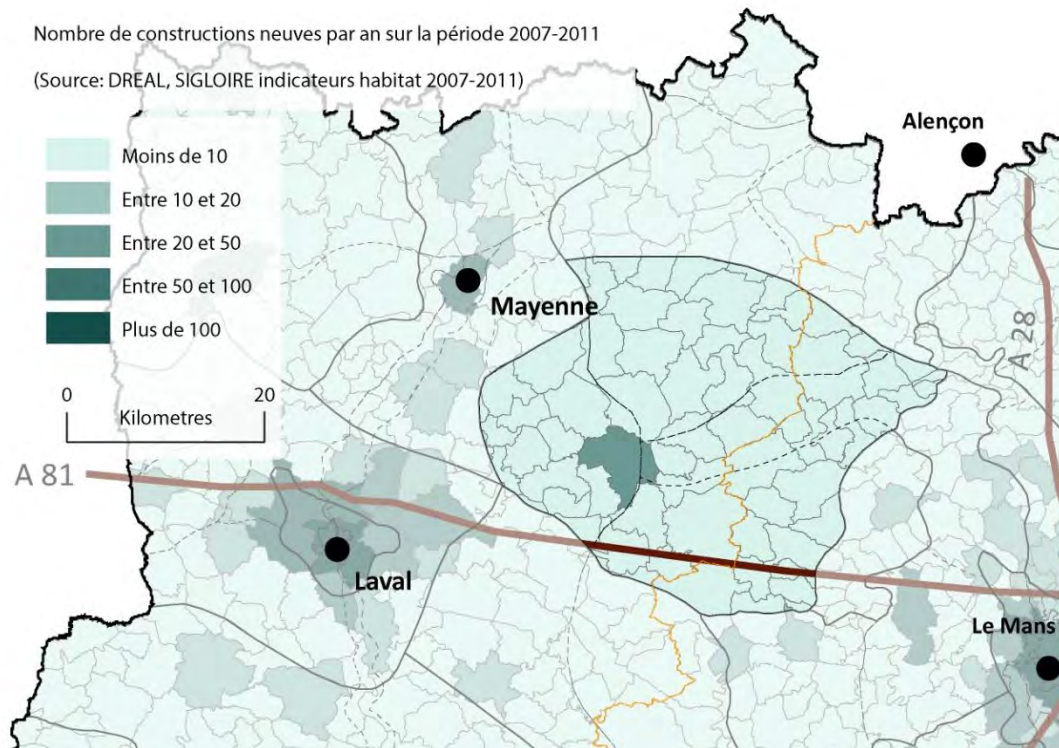 Nombre de constructions neuves par an sur la période 2007-2011
(Source: DREAL, SIGLOIRE indicateurs habitat 2007-2011)
Alençon
Moins de 10
Entre 10 et 20
Entre 20 et 50
Entre 50 et 100
Plus de 100
Mayenne
A 28
0 20
Kilometres
A 81
Laval
Le Mans